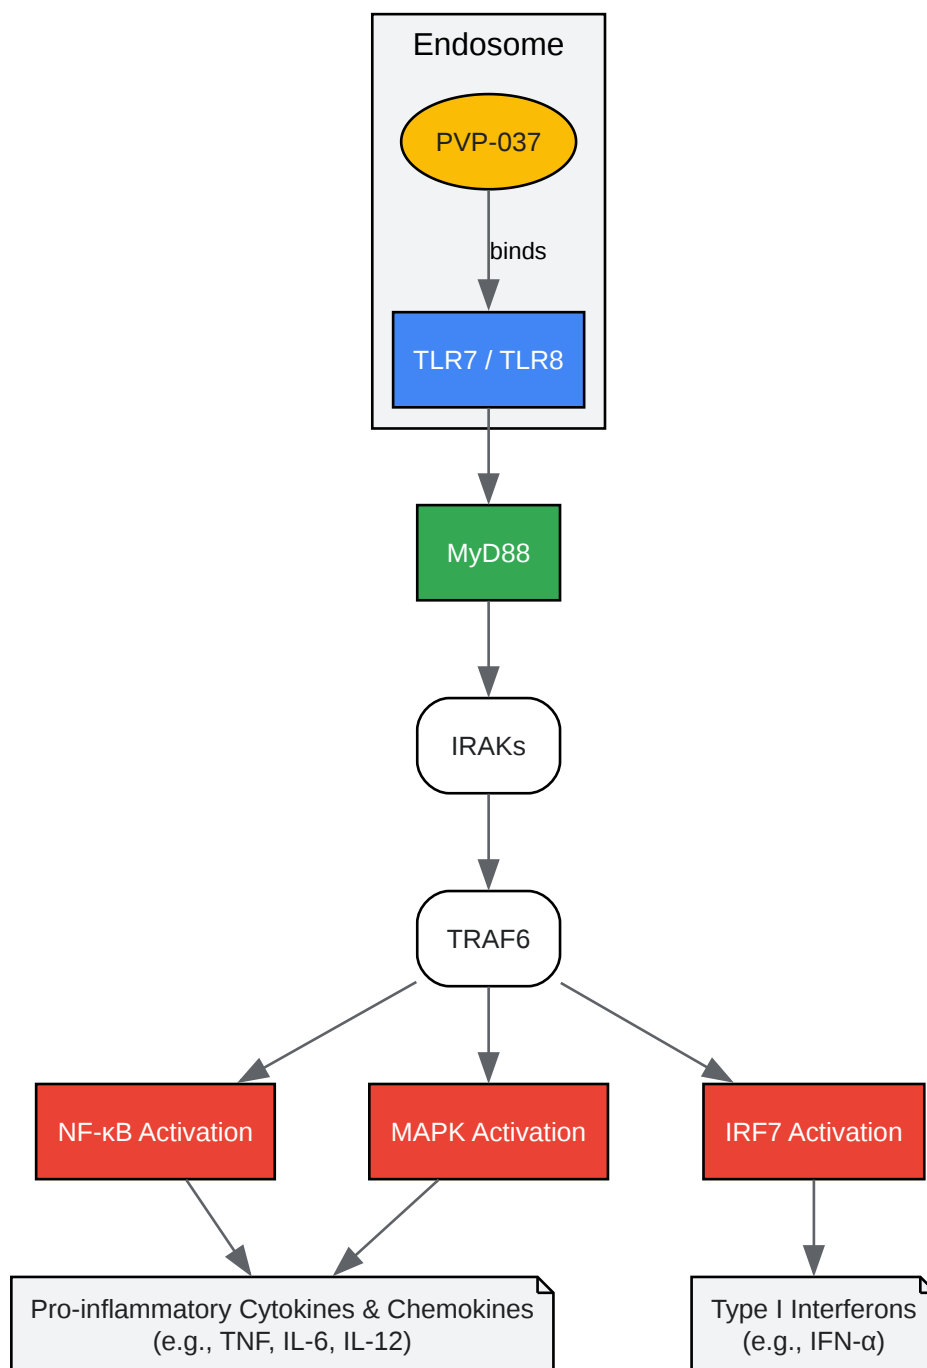 Endosome
PVP-037
binds
TLR7 / TLR8
MyD88
IRAKs
TRAF6
NF-κB Activation
MAPK Activation
IRF7 Activation
Pro-inflammatory Cytokines & Chemokines
(e.g., TNF, IL-6, IL-12)
Type I Interferons
(e.g., IFN-α)